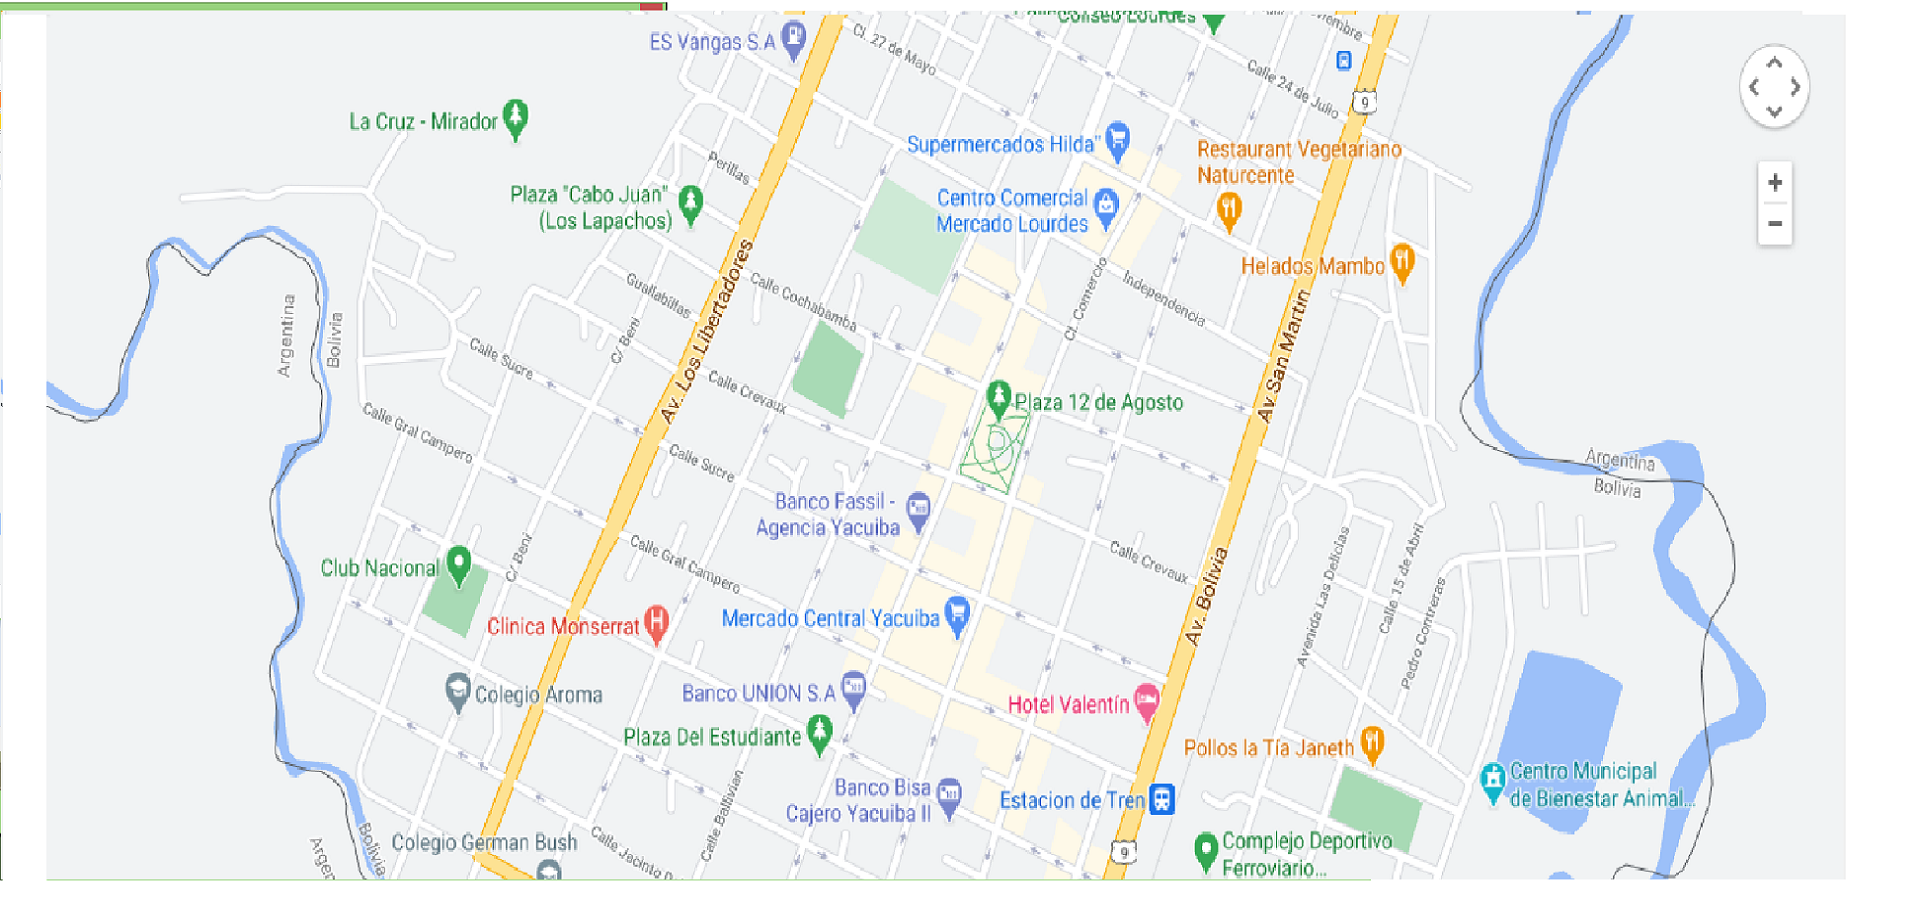 Coliseo Lourdes
ES Vangas S.A
Cl. 27 de Mayo
Calle 24 de Julio
9
La Cruz - Mirador
Supermercados Hilda"
Restaurant Vegetariano
Naturcente
Perillas
Plaza "Cabo Juan"
(Los Lapachos)
Centro Comercial
Mercado Lourdes
Helados Mambo
Av. Los Libertadores
Calle Cochabamba
Guallabillas
Cl. Comercio
Independencia
Argentina
Bolivia
C/ Beni
Av. San Martin
Calle Sucre
Calle Crevaux
Plaza 12 de Agosto
Calle Gral Campero
Calle Sucre
Argentina
Bolivia
Banco Fassil -
Agencia Yacuiba
Calle Crevaux
Calle Gral Campero
C/ Beni
Av. Bolivia
Avenida Las Delicias
Calle 15 de Abril
Pedro Contreras
Club Nacional
Clinica Monserrat
Mercado Central Yacuiba
Colegio Aroma
Banco UNION S.A
Hotel Valentín
Plaza Del Estudiante
Pollos la Tía Janeth
Banco Bisa
Cajero Yacuiba II
Estacion de Tren
Centro Municipal
de Bienestar Animal...
Calle Ballivian
Colegio German Bush
Calle Jacinto
9
Complejo Deportivo
Ferroviario...
Bolivia
Argen